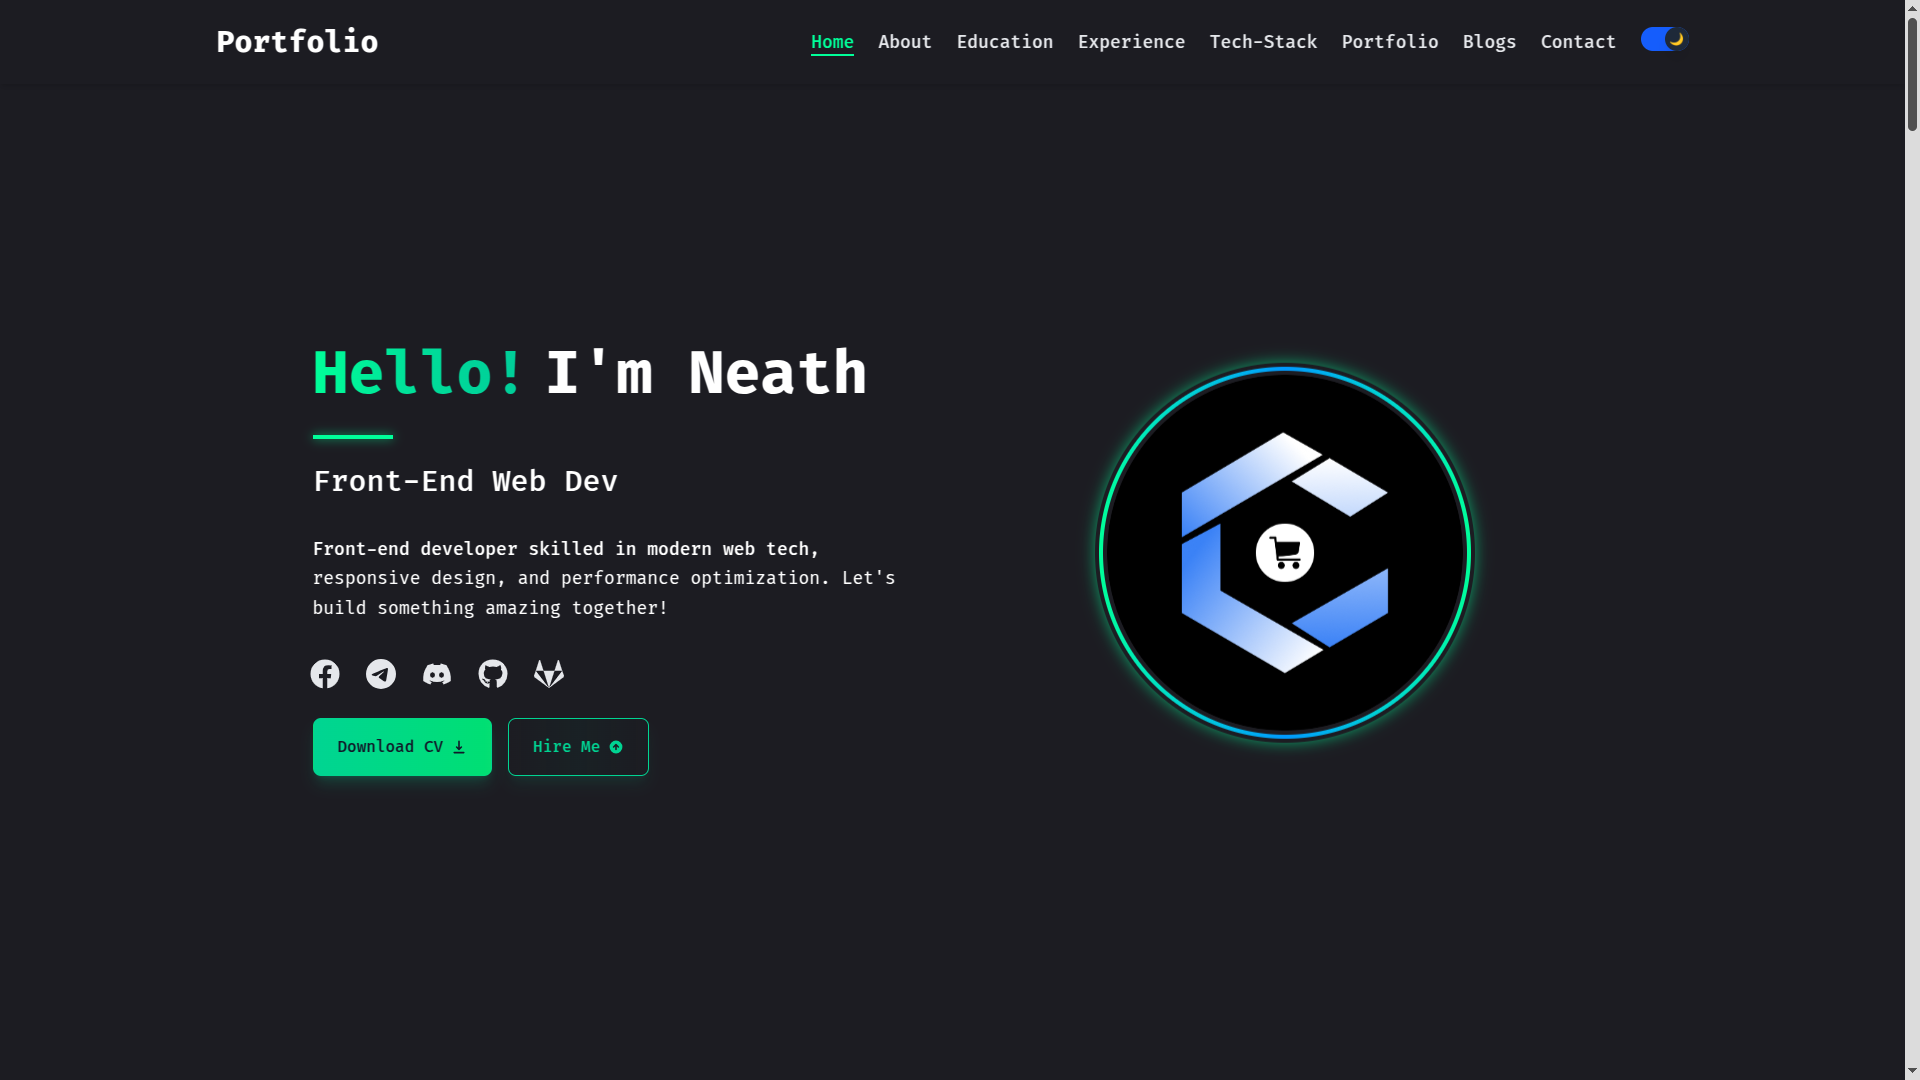 Portfolio
Home About Education Experience Tech-Stack Portfolio Blogs Contact
Hello! I'm Neath
Front-End Web Dev
Front-end developer skilled in modern web tech,
responsive design, and performance optimization. Let's
build something amazing together!
Download CV
Hire Me